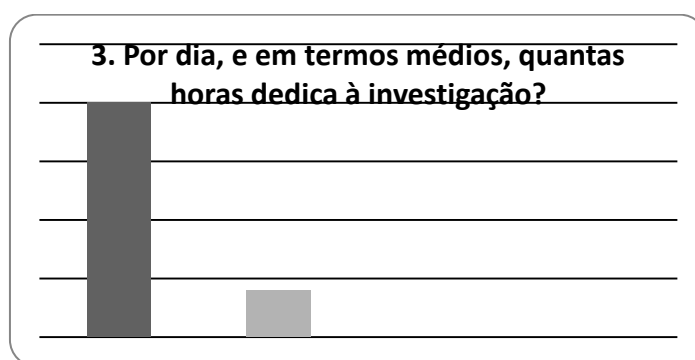 3. Por dia, e em termos médios, quantas
horas dedica à investigação?